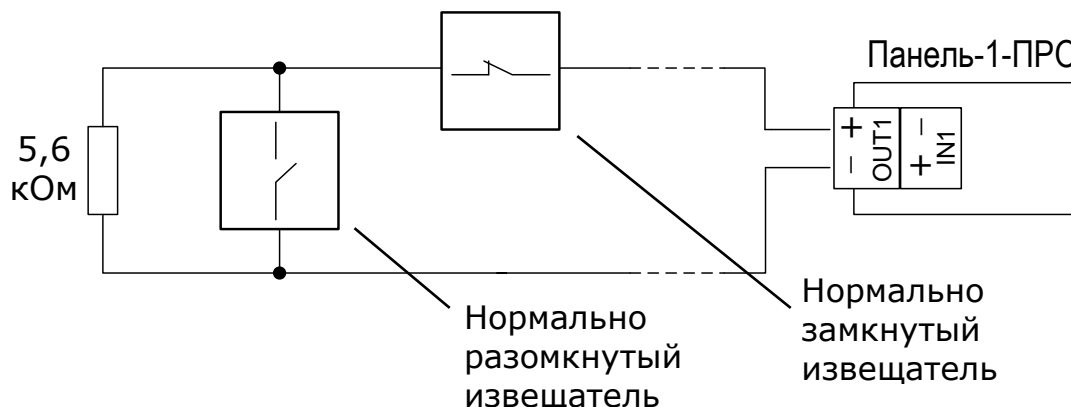 Панель-1-ПРО
5,6
кОм
+ −
OUT1
− +
IN1
Нормально
разомкнутый
извещатель
Нормально
замкнутый
извещатель